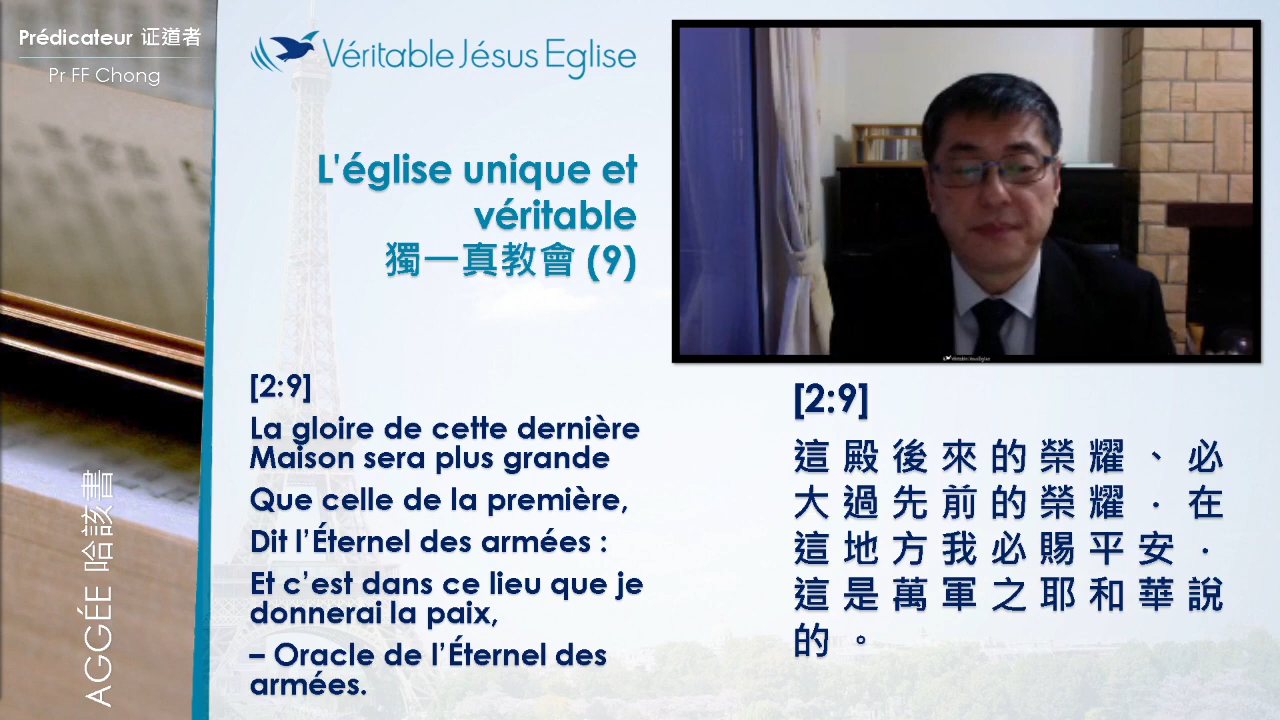 Prédicateur 证道者
Pr FF Chong
Véritable Jésus Eglise
L'église unique et
véritable
獨一真教會 (9)
[2:9]
La gloire de cette dernière
Maison sera plus grande
Que celle de la première,
Dit l’Éternel des armées :
Et c’est dans ce lieu que je
donnerai la paix,
– Oracle de l’Éternel des
armées.
Véritable Jésus Eglise
[2:9]
這殿後來的榮耀、必
大過先前的榮耀．在
這地方我必賜平安．
這是萬軍之耶和華說
的。
AGGÉE 哈該書